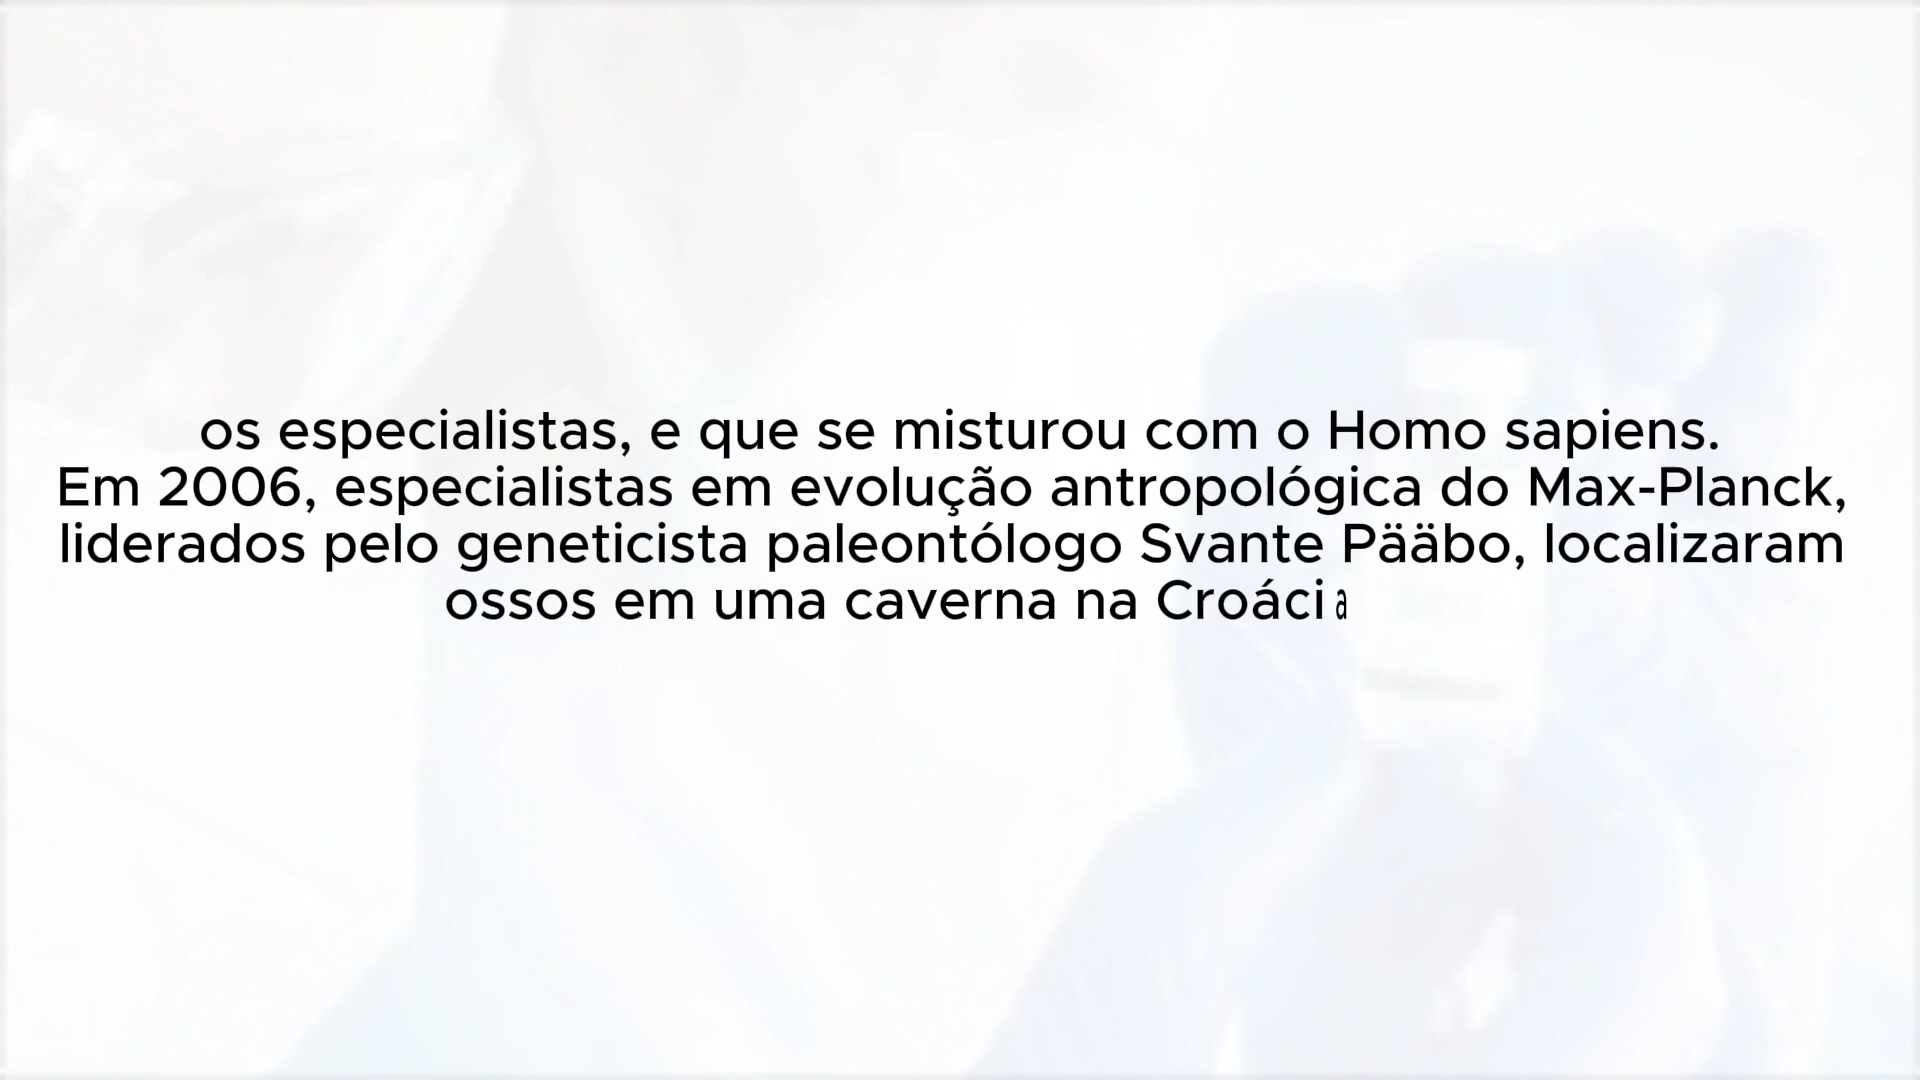 os especialistas, e que se misturou com o Homo sapiens.
Em 2006, especialistas em evolução antropológica do Max-Planck,
liderados pelo geneticista paleontólogo Svante Pääbo, localizaram
ossos em uma caverna na Croácia